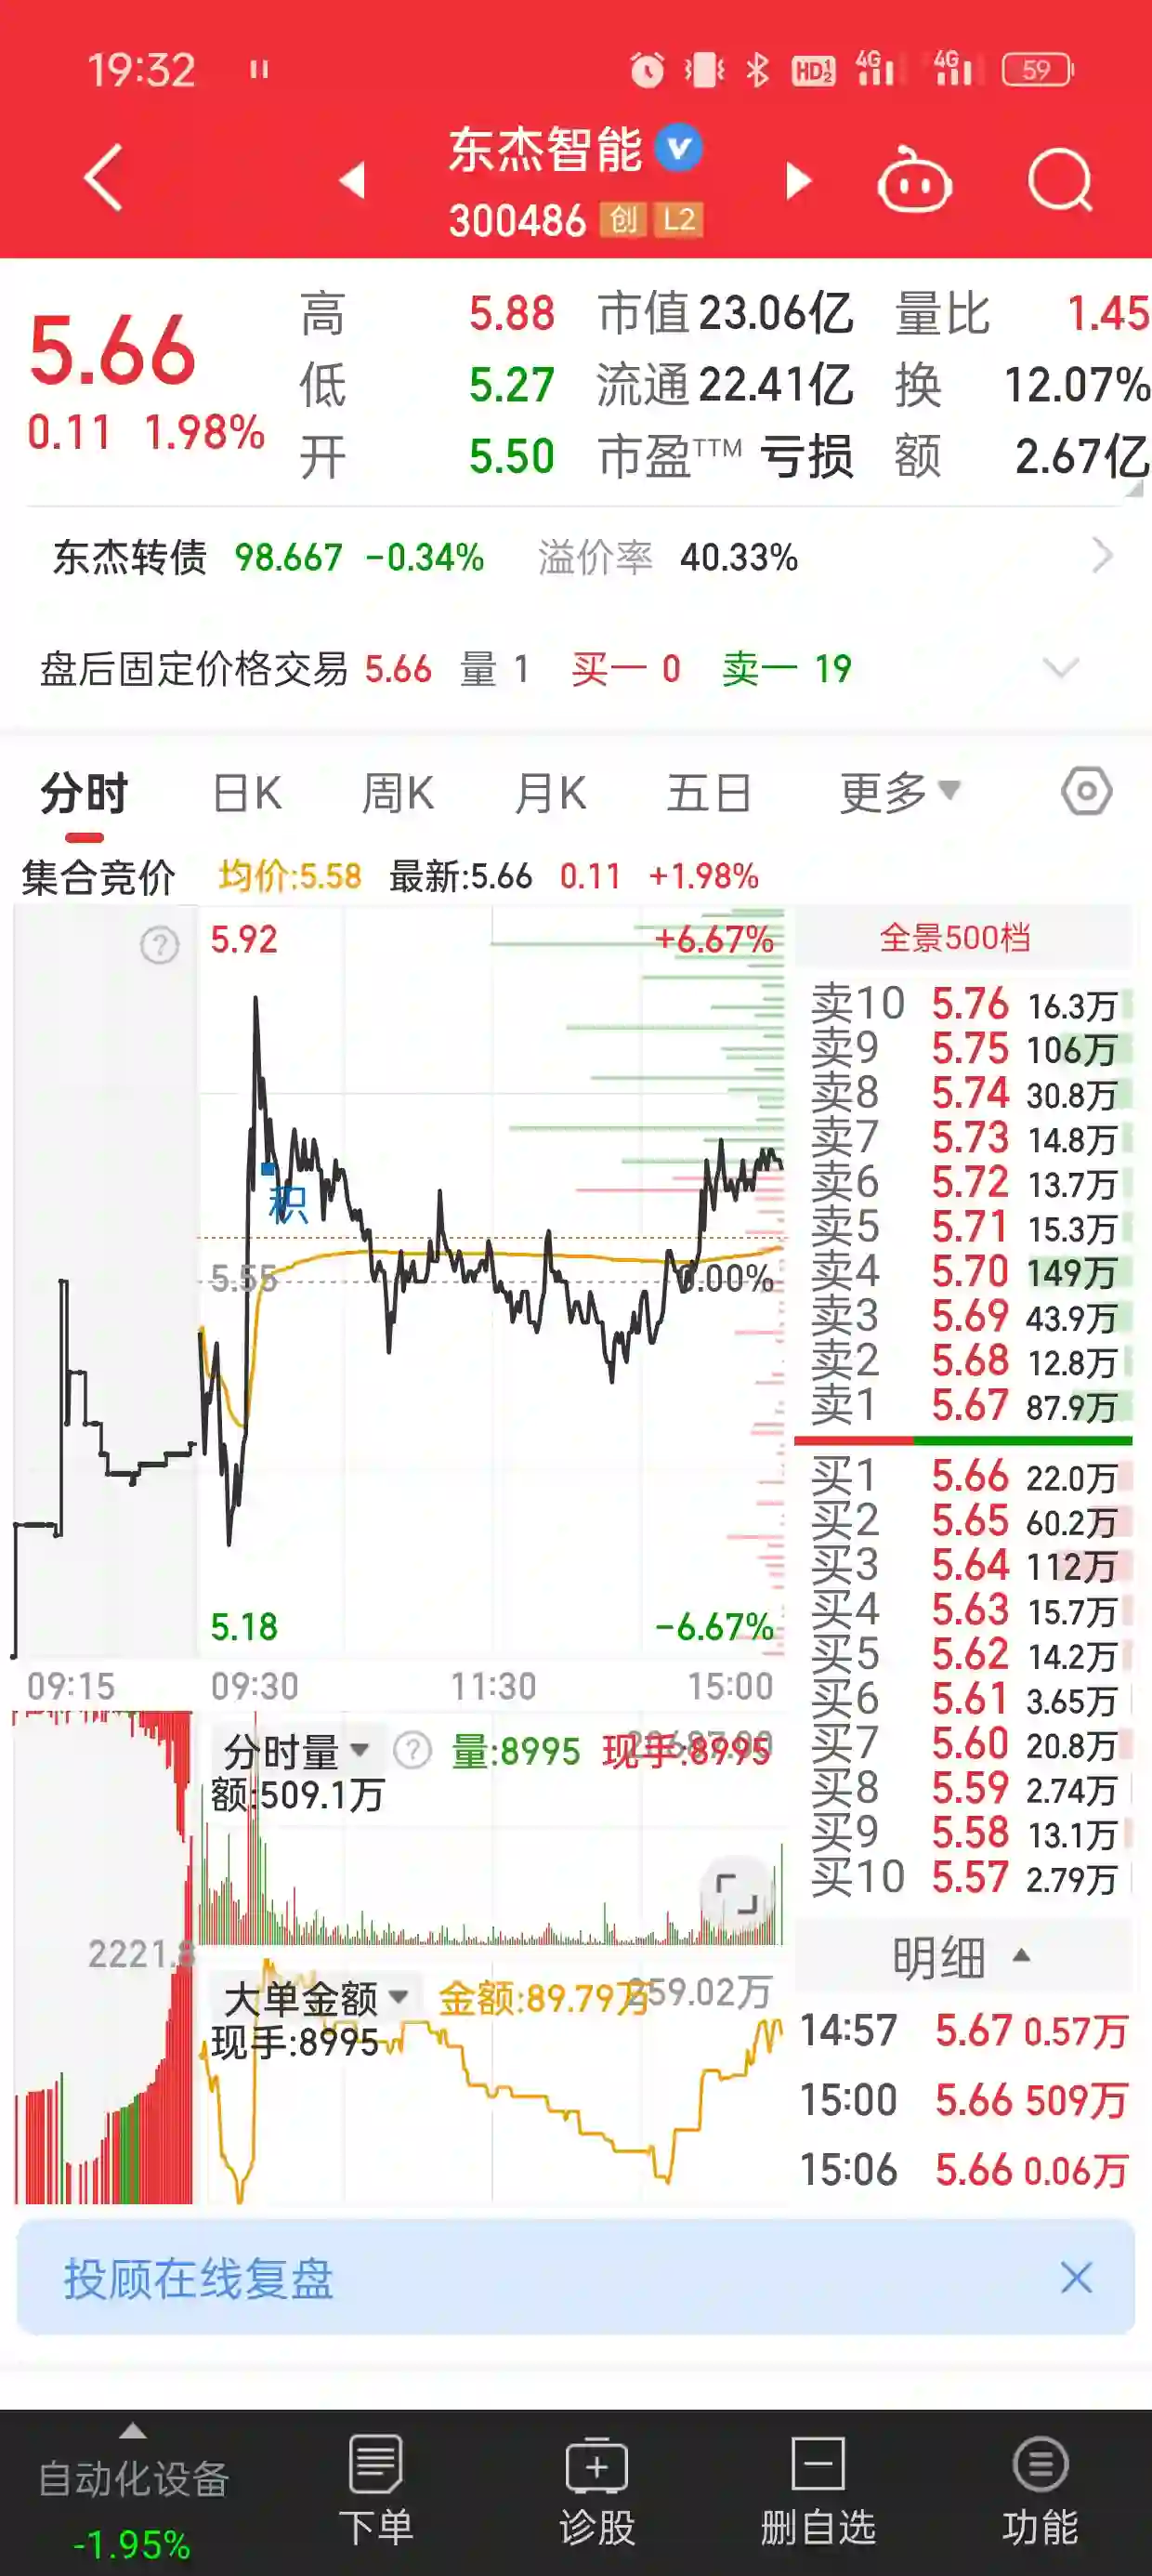 19:32 HD 1 2 4G 4G 59
东杰智能
300486 创 L2
5.66
0.11 1.98%
高 5.88 市值 23.06亿 量比 1.45
低 5.27 流通 22.41亿 换 12.07%
开 5.50 市盈TTM 亏损 额 2.67亿
东杰转债 98.667 -0.34% 溢价率 40.33%
盘后固定价格交易 5.66 量 1 买一 0 卖一 19
分时 日K 周K 月K 五日 更多
集合竞价 均价:5.58 最新:5.66 0.11 +1.98%
5.92 +6.67%
积
5.55 0.00%
5.18 -6.67%
09:15 09:30 11:30 15:00
分时量 量:8995 现手:8995
额:509.1万
2221.8
大单金额 金额:89.79万 259.02万
现手:8995
全景500档
卖10 5.76 16.3万
卖9 5.75 106万
卖8 5.74 30.8万
卖7 5.73 14.8万
卖6 5.72 13.7万
卖5 5.71 15.3万
卖4 5.70 149万
卖3 5.69 43.9万
卖2 5.68 12.8万
卖1 5.67 87.9万
买1 5.66 22.0万
买2 5.65 60.2万
买3 5.64 112万
买4 5.63 15.7万
买5 5.62 14.2万
买6 5.61 3.65万
买7 5.60 20.8万
买8 5.59 2.74万
买9 5.58 13.1万
买10 5.57 2.79万
明细
14:57 5.67 0.57万
15:00 5.66 509万
15:06 5.66 0.06万
投顾在线复盘
自动化设备
-1.95%
下单 诊股 删自选 功能